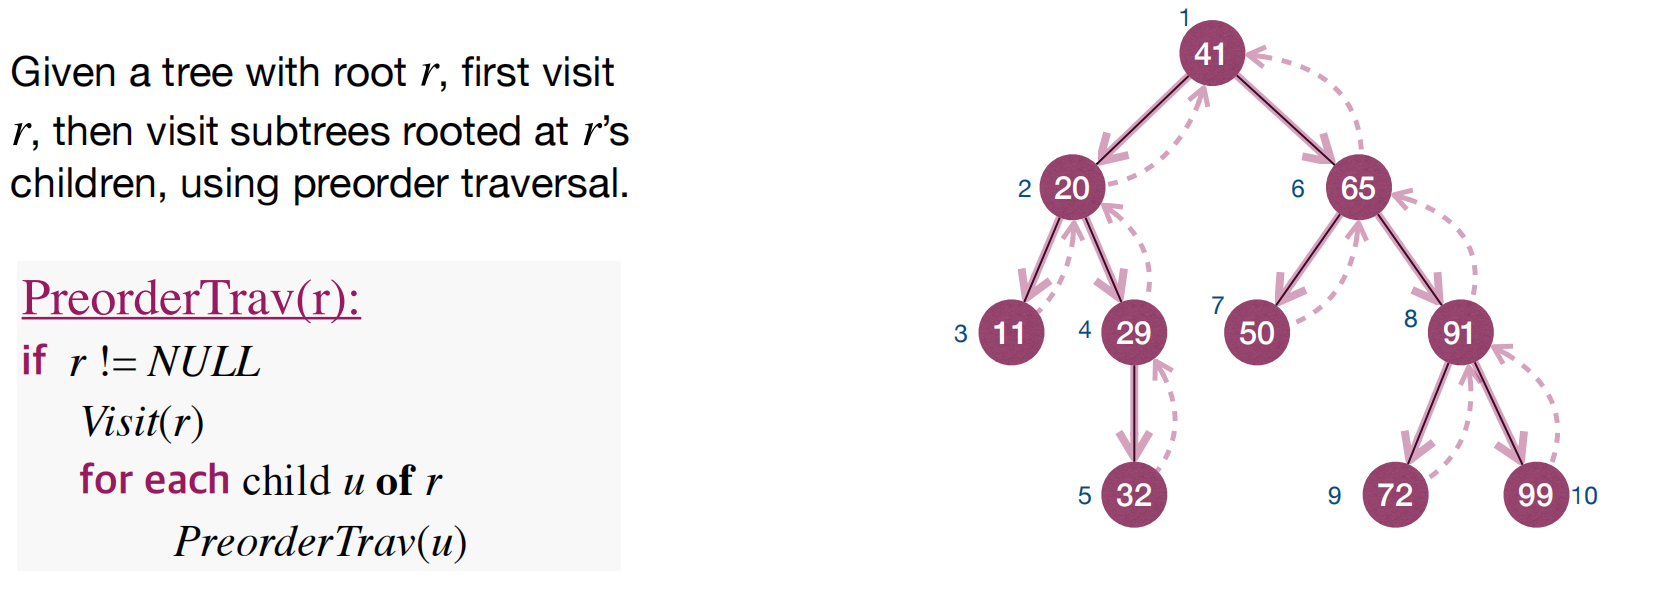 Given a tree with root r, first visit
r, then visit subtrees rooted at r’s
children, using preorder traversal.
PreorderTrav(r):
if r != NULL
Visit(r)
for each child u of r
PreorderTrav(u)
1
41
2
20
6
65
3
11
4
29
7
50
8
91
5
32
9
72
99
10